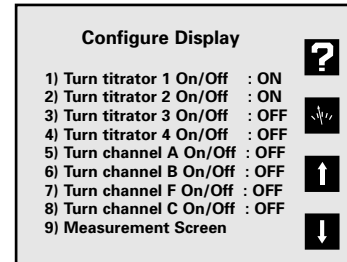 Configure Display
1) Turn titrator 1 On/Off : ON
2) Turn titrator 2 On/Off : ON
3) Turn titrator 3 On/Off : OFF
4) Turn titrator 4 On/Off : OFF
5) Turn channel A On/Off : OFF
6) Turn channel B On/Off : OFF
7) Turn channel F On/Off : OFF
8) Turn channel C On/Off : OFF
9) Measurement Screen
?